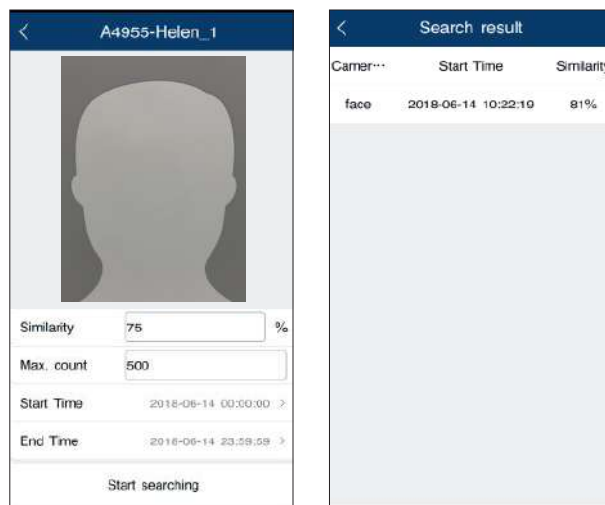 A4955-Helen_1
Similarity 75 %
Max. count 500
Start Time 2018-06-14 00:00:00 >
End Time 2018-06-14 23:59:59 >
Start searching
Search result
Camer··· Start Time Similarity
face 2018-06-14 10:22:19 81%